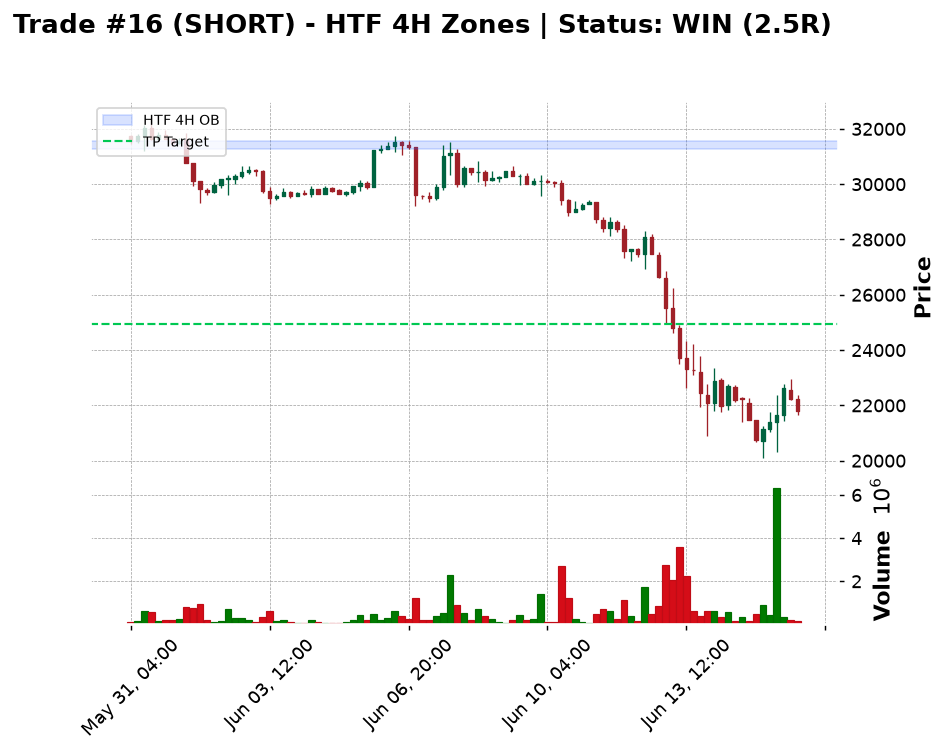 Trade #16 (SHORT) - HTF 4H Zones | Status: WIN (2.5R)
HTF 4H OB
TP Target
32000
30000
28000
26000
24000
22000
20000
Price
6
4
2
Volume 10⁶
May 31, 04:00
Jun 03, 12:00
Jun 06, 20:00
Jun 10, 04:00
Jun 13, 12:00